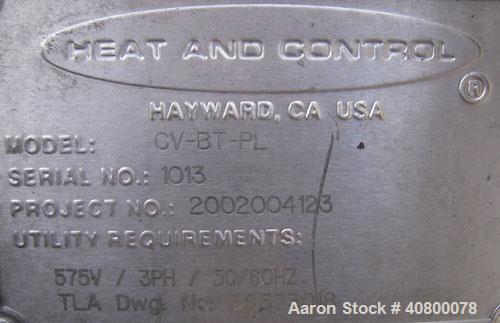 HEAT AND CONTROL
®
HAYWARD, CA USA
MODEL: CV-BT-PL
SERIAL NO.: 1013
PROJECT NO.: 2002004123
UTILITY REQUIREMENTS:
575V / 3PH / 50/60HZ
TLA Dwg. No:
Aaron Stock # 40800078